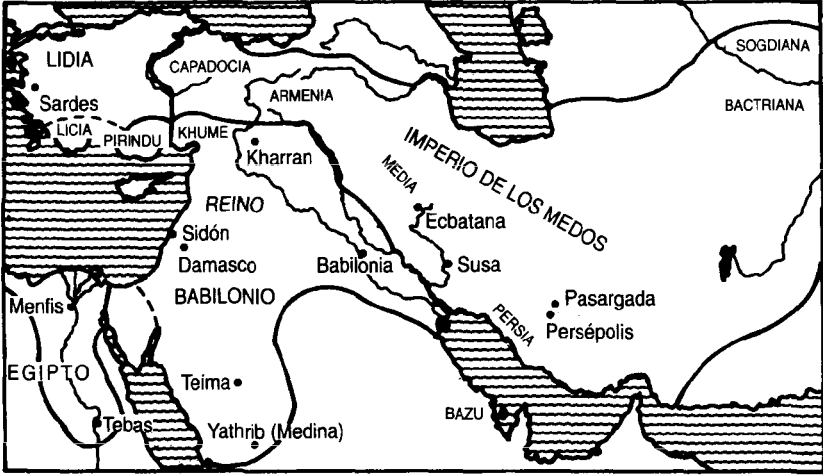 LIDIA
CAPADOCIA
SOGDIANA
Sardes
ARMENIA
BACTRIANA
LICIA
PIRINDU
KHUME
Kharran
IMPERIO DE LOS MEDOS
MEDIA
REINO
Ecbatana
Sidón
Damasco
Babilonia
Susa
BABILONIO
Menfis
Pasargada
PERSIA
Persépolis
EGIPTO
Teima
Tebas
Yathrib (Medina)
BAZU